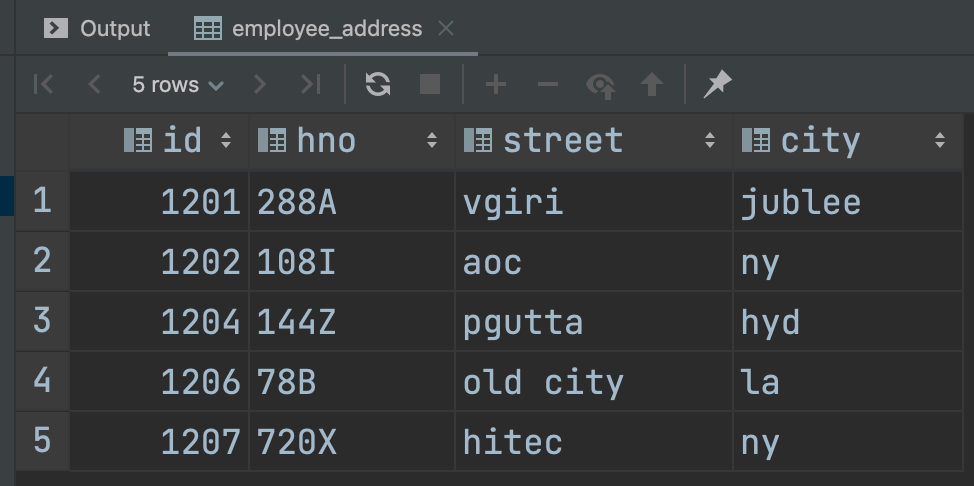 Output employee_address
5 rows
id hno street city
1 1201 288A vgiri jublee
2 1202 108I aoc ny
3 1204 144Z pgutta hyd
4 1206 78B old city la
5 1207 720X hitec ny